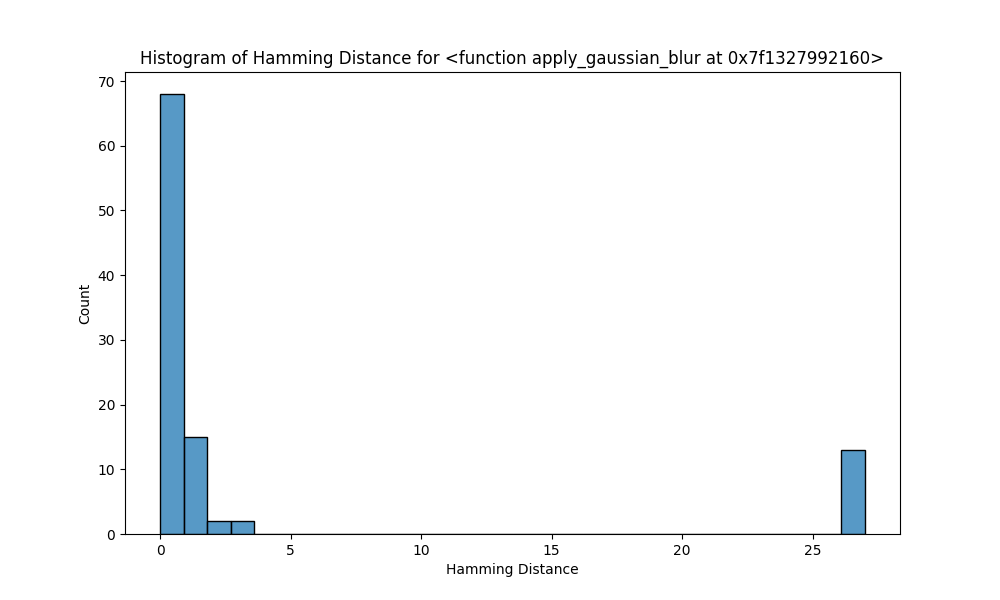 Histogram of Hamming Distance for <function apply_gaussian_blur at 0x7f1327992160>
70
60
50
40
30
20
10
0
Count
0 5 10 15 20 25
Hamming Distance